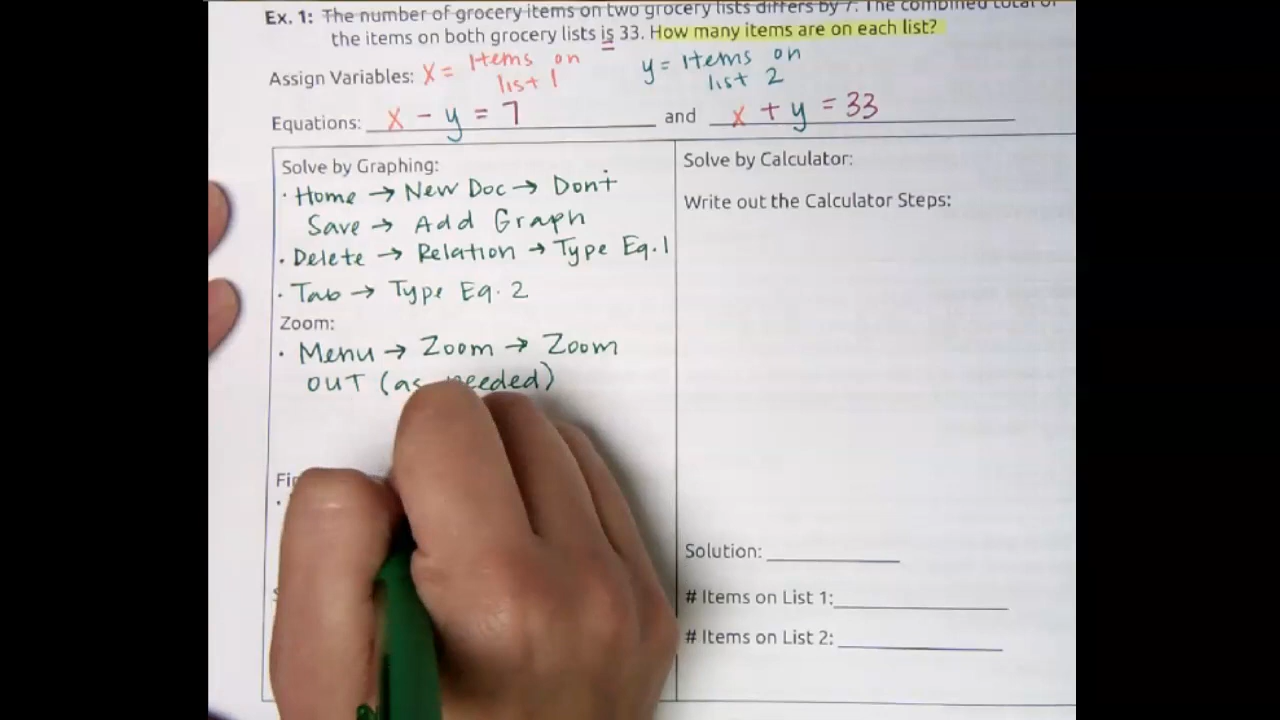 Ex. 1: The number of grocery items on two grocery lists differs by 7. The combined total of
the items on both grocery lists is 33. How many items are on each list?
Assign Variables: x = Items on list 1
y = Items on list 2
Equations: x - y = 7 and x + y = 33
Solve by Graphing:
· Home → New Doc → Don't
Save → Add Graph
· Delete → Relation → Type Eq. 1
· Tab → Type Eq. 2
Zoom:
· Menu → Zoom → Zoom
OUT (as needed)
Solve by Calculator:
Write out the Calculator Steps:
Solution:
# Items on List 1:
# Items on List 2: